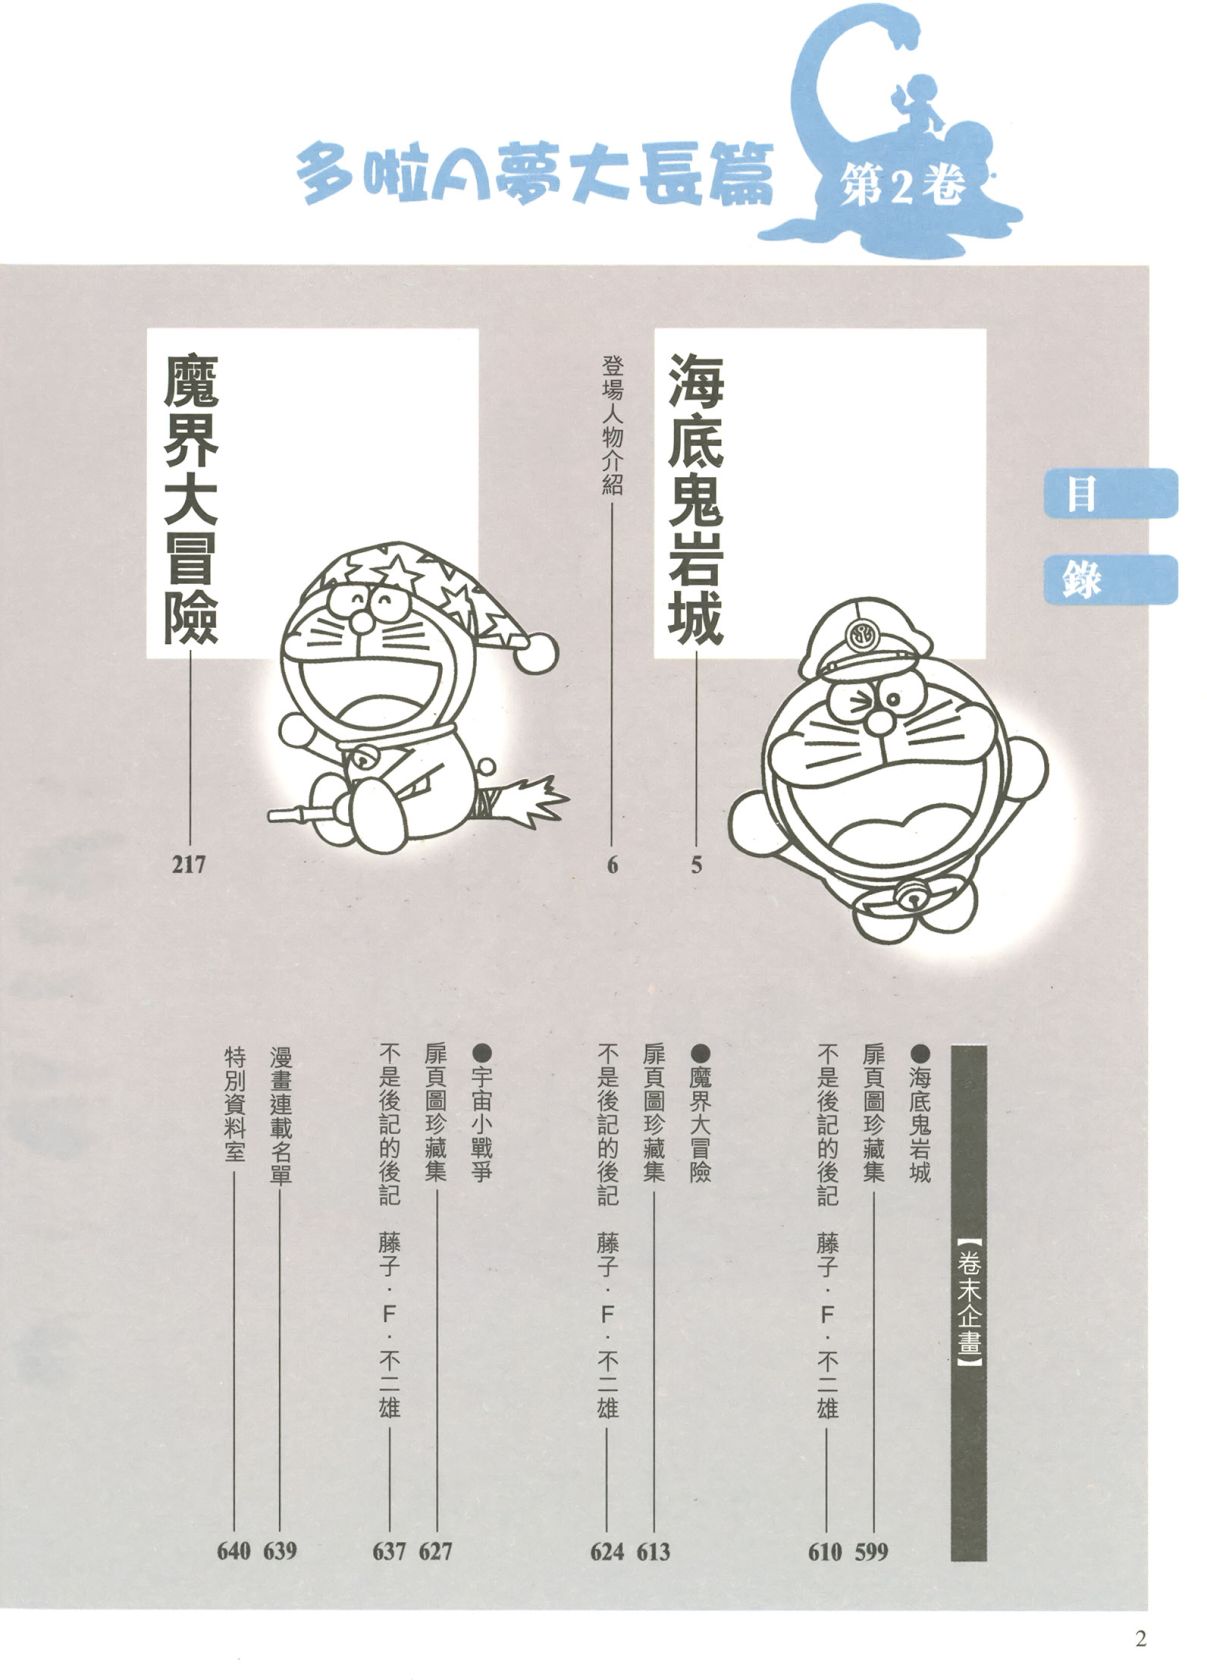 多啦A夢大長篇
第2卷
目錄
海底鬼岩城
5
登場人物介紹
6
魔界大冒險
217
【卷末企畫】
●海底鬼岩城
扉頁圖珍藏集
599
不是後記的後記　藤子・F・不二雄
610
●魔界大冒險
扉頁圖珍藏集
613
不是後記的後記　藤子・F・不二雄
624
●宇宙小戰爭
扉頁圖珍藏集
627
不是後記的後記　藤子・F・不二雄
637
漫畫連載名單
639
特別資料室
640
2